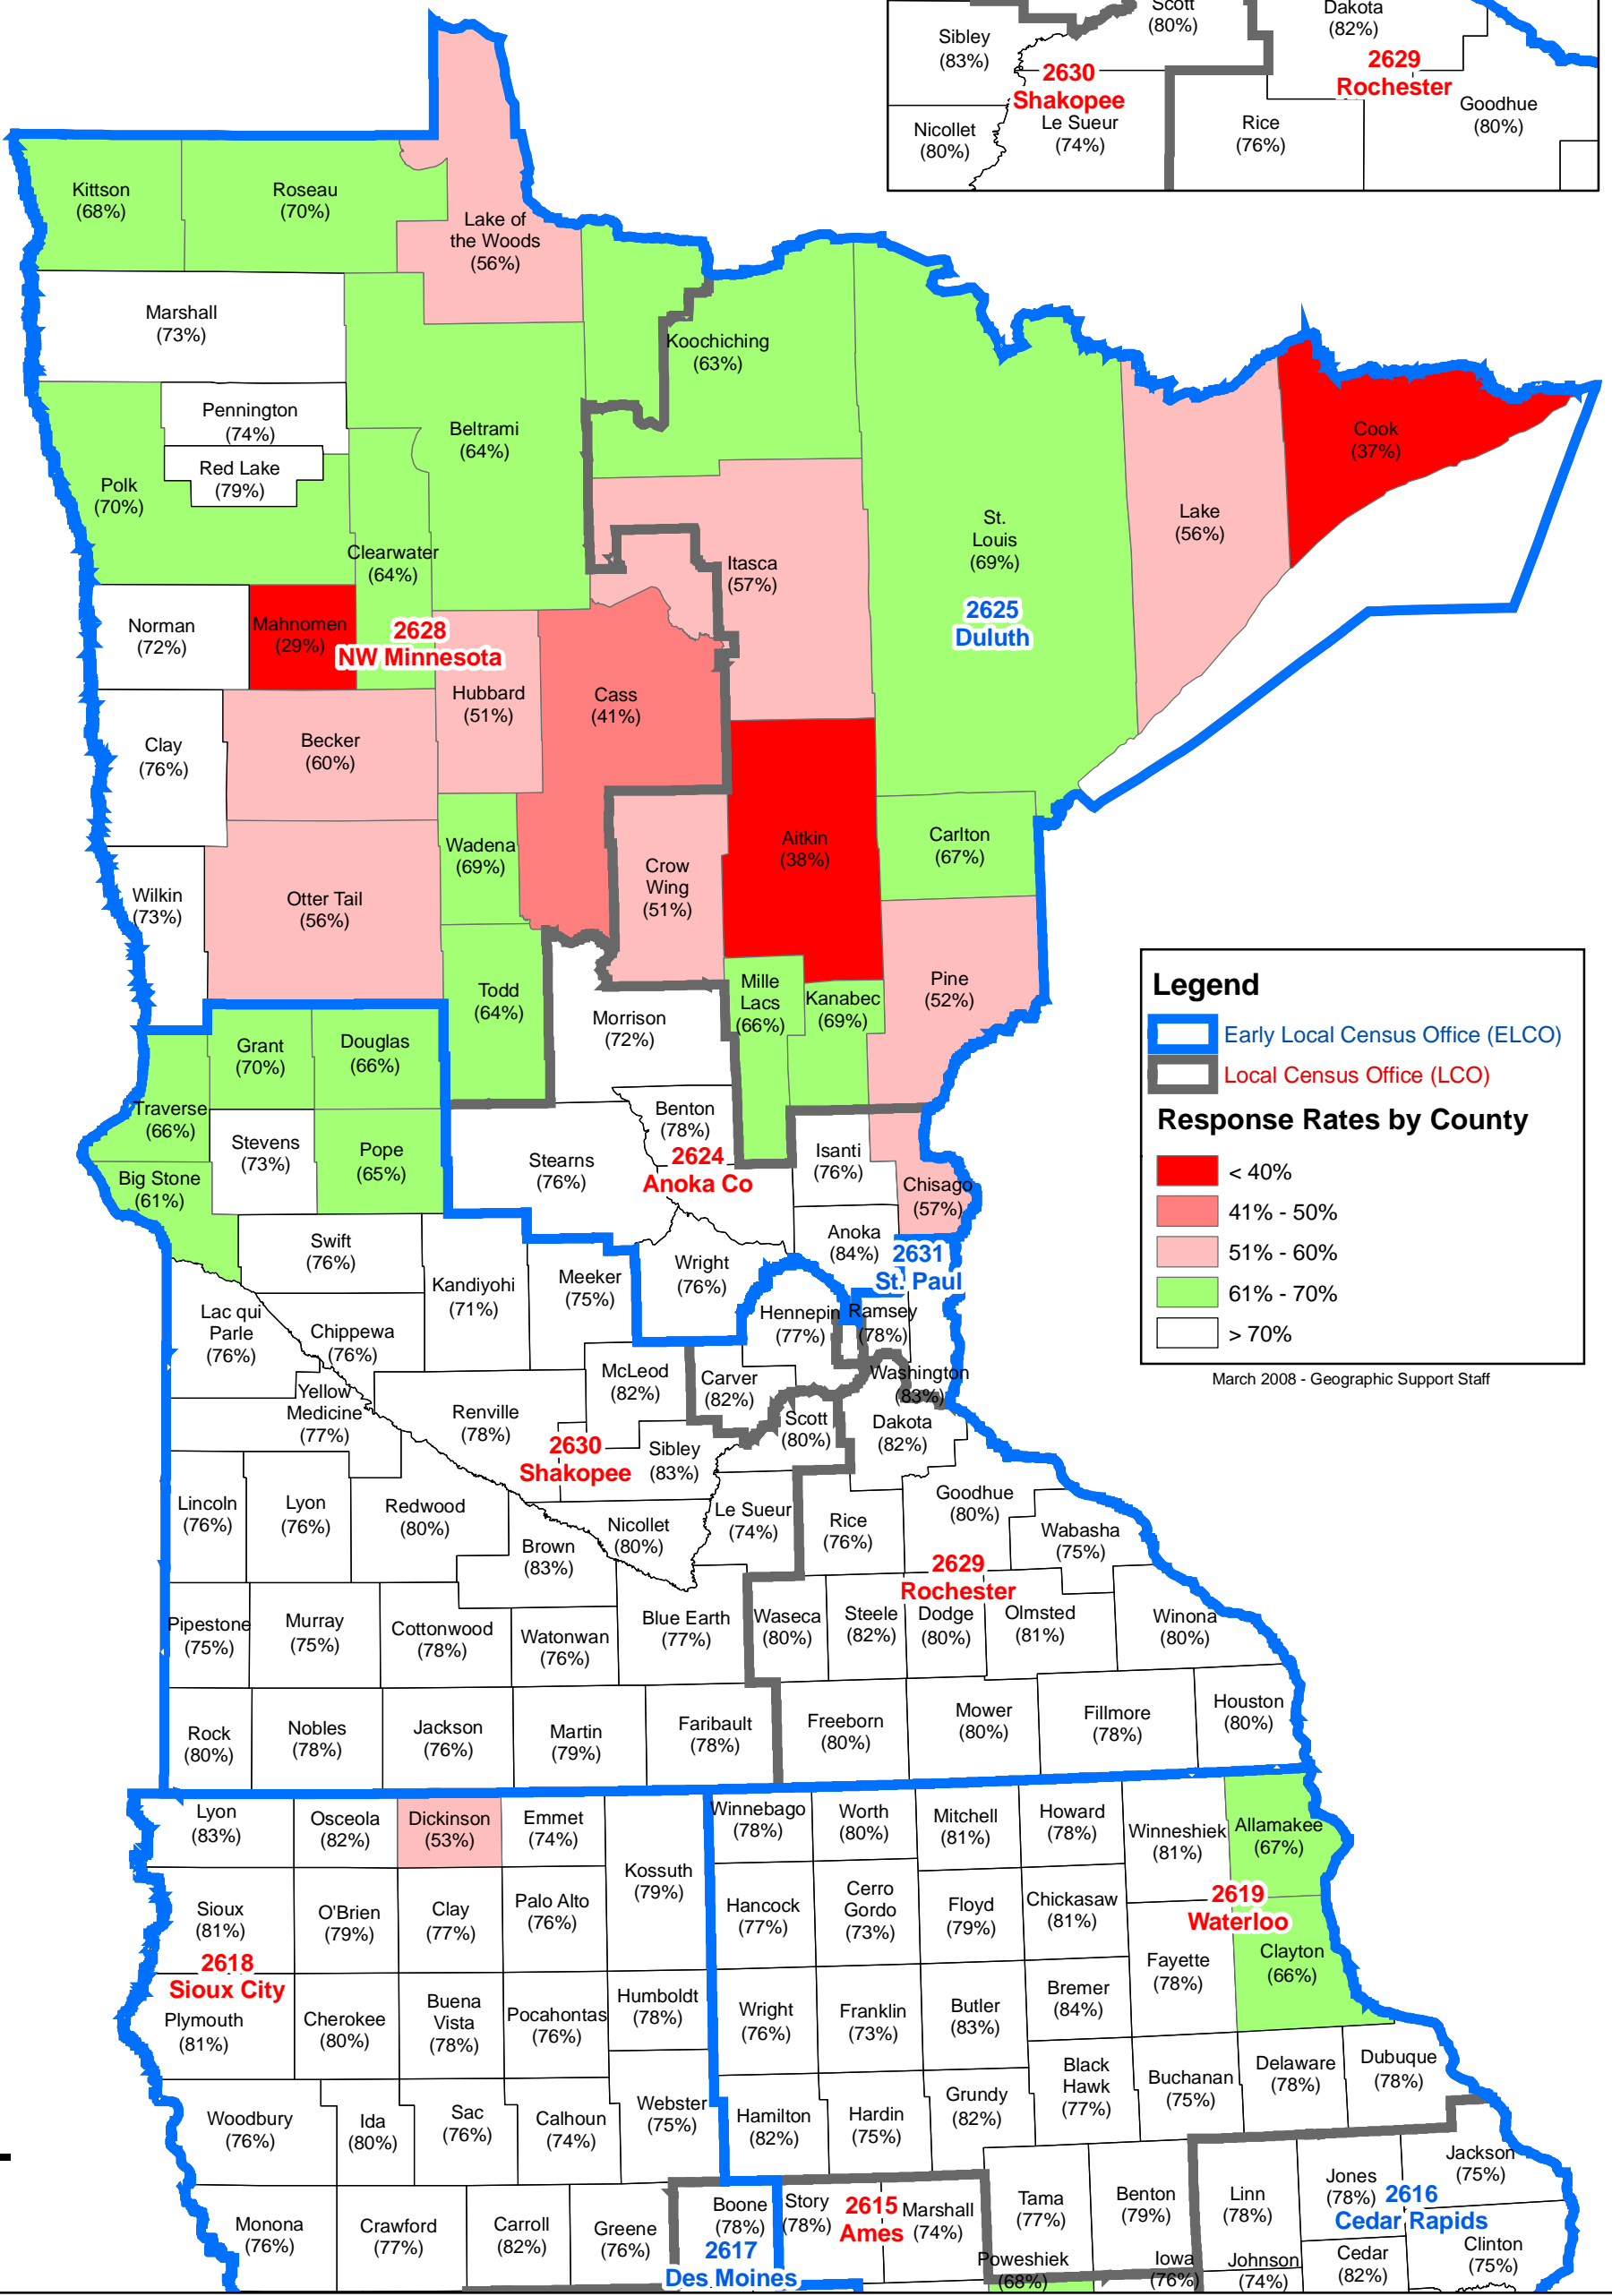 Scott
(80%)
Dakota
(82%)
Sibley
(83%)
2630
Shakopee
2629
Rochester
Nicollet
(80%)
Le Sueur
(74%)
Rice
(76%)
Goodhue
(80%)
Kittson
(68%)
Roseau
(70%)
Lake of
the Woods
(56%)
Marshall
(73%)
Koochiching
(63%)
Pennington
(74%)
Red Lake
(79%)
Polk
(70%)
Beltrami
(64%)
Cook
(37%)
Clearwater
(64%)
Itasca
(57%)
St.
Louis
(69%)
Lake
(56%)
2625
Duluth
Norman
(72%)
Mahnomen
(29%)
2628
NW Minnesota
Hubbard
(51%)
Cass
(41%)
Clay
(76%)
Becker
(60%)
Wadena
(69%)
Crow
Wing
(51%)
Aitkin
(38%)
Carlton
(67%)
Wilkin
(73%)
Otter Tail
(56%)
Todd
(64%)
Morrison
(72%)
Mille
Lacs
(66%)
Kanabec
(69%)
Pine
(52%)
Legend
Early Local Census Office (ELCO)
Local Census Office (LCO)
Response Rates by County
< 40%
41% - 50%
51% - 60%
61% - 70%
> 70%
March 2008 - Geographic Support Staff
Grant
(70%)
Douglas
(66%)
Traverse
(66%)
Stevens
(73%)
Pope
(65%)
Big Stone
(61%)
Stearns
(76%)
Benton
(78%)
2624
Anoka Co
Isanti
(76%)
Chisago
(57%)
Anoka
(84%)
2631
St. Paul
Swift
(76%)
Kandiyohi
(71%)
Meeker
(75%)
Wright
(76%)
Hennepin
(77%)
Ramsey
(78%)
Washington
(83%)
Lac qui
Parle
(76%)
Chippewa
(76%)
Yellow
Medicine
(77%)
Renville
(78%)
McLeod
(82%)
Carver
(82%)
Scott
(80%)
Dakota
(82%)
2630
Shakopee
Sibley
(83%)
Lincoln
(76%)
Lyon
(76%)
Redwood
(80%)
Brown
(83%)
Nicollet
(80%)
Le Sueur
(74%)
Rice
(76%)
Goodhue
(80%)
Wabasha
(75%)
2629
Rochester
Pipestone
(75%)
Murray
(75%)
Cottonwood
(78%)
Watonwan
(76%)
Blue Earth
(77%)
Waseca
(80%)
Steele
(82%)
Dodge
(80%)
Olmsted
(81%)
Winona
(80%)
Rock
(80%)
Nobles
(78%)
Jackson
(76%)
Martin
(79%)
Faribault
(78%)
Freeborn
(80%)
Mower
(80%)
Fillmore
(78%)
Houston
(80%)
Lyon
(83%)
Osceola
(82%)
Dickinson
(53%)
Emmet
(74%)
Kossuth
(79%)
Winnebago
(78%)
Worth
(80%)
Mitchell
(81%)
Howard
(78%)
Winneshiek
(81%)
Allamakee
(67%)
Sioux
(81%)
O'Brien
(79%)
Clay
(77%)
Palo Alto
(76%)
Hancock
(77%)
Cerro
Gordo
(73%)
Floyd
(79%)
Chickasaw
(81%)
2619
Waterloo
2618
Sioux City
Fayette
(78%)
Clayton
(66%)
Plymouth
(81%)
Cherokee
(80%)
Buena
Vista
(78%)
Pocahontas
(76%)
Humboldt
(78%)
Wright
(76%)
Franklin
(73%)
Butler
(83%)
Bremer
(84%)
Woodbury
(76%)
Ida
(80%)
Sac
(76%)
Calhoun
(74%)
Webster
(75%)
Hamilton
(82%)
Hardin
(75%)
Grundy
(82%)
Black
Hawk
(77%)
Buchanan
(75%)
Delaware
(78%)
Dubuque
(78%)
Monona
(76%)
Crawford
(77%)
Carroll
(82%)
Greene
(76%)
Boone
(78%)
2617
Des Moines
Story
(78%)
2615
Ames
Marshall
(74%)
Tama
(77%)
Benton
(79%)
Linn
(78%)
Jones
(78%)
Jackson
(75%)
2616
Cedar Rapids
Poweshiek
(68%)
Iowa
(76%)
Johnson
(74%)
Cedar
(82%)
Clinton
(75%)